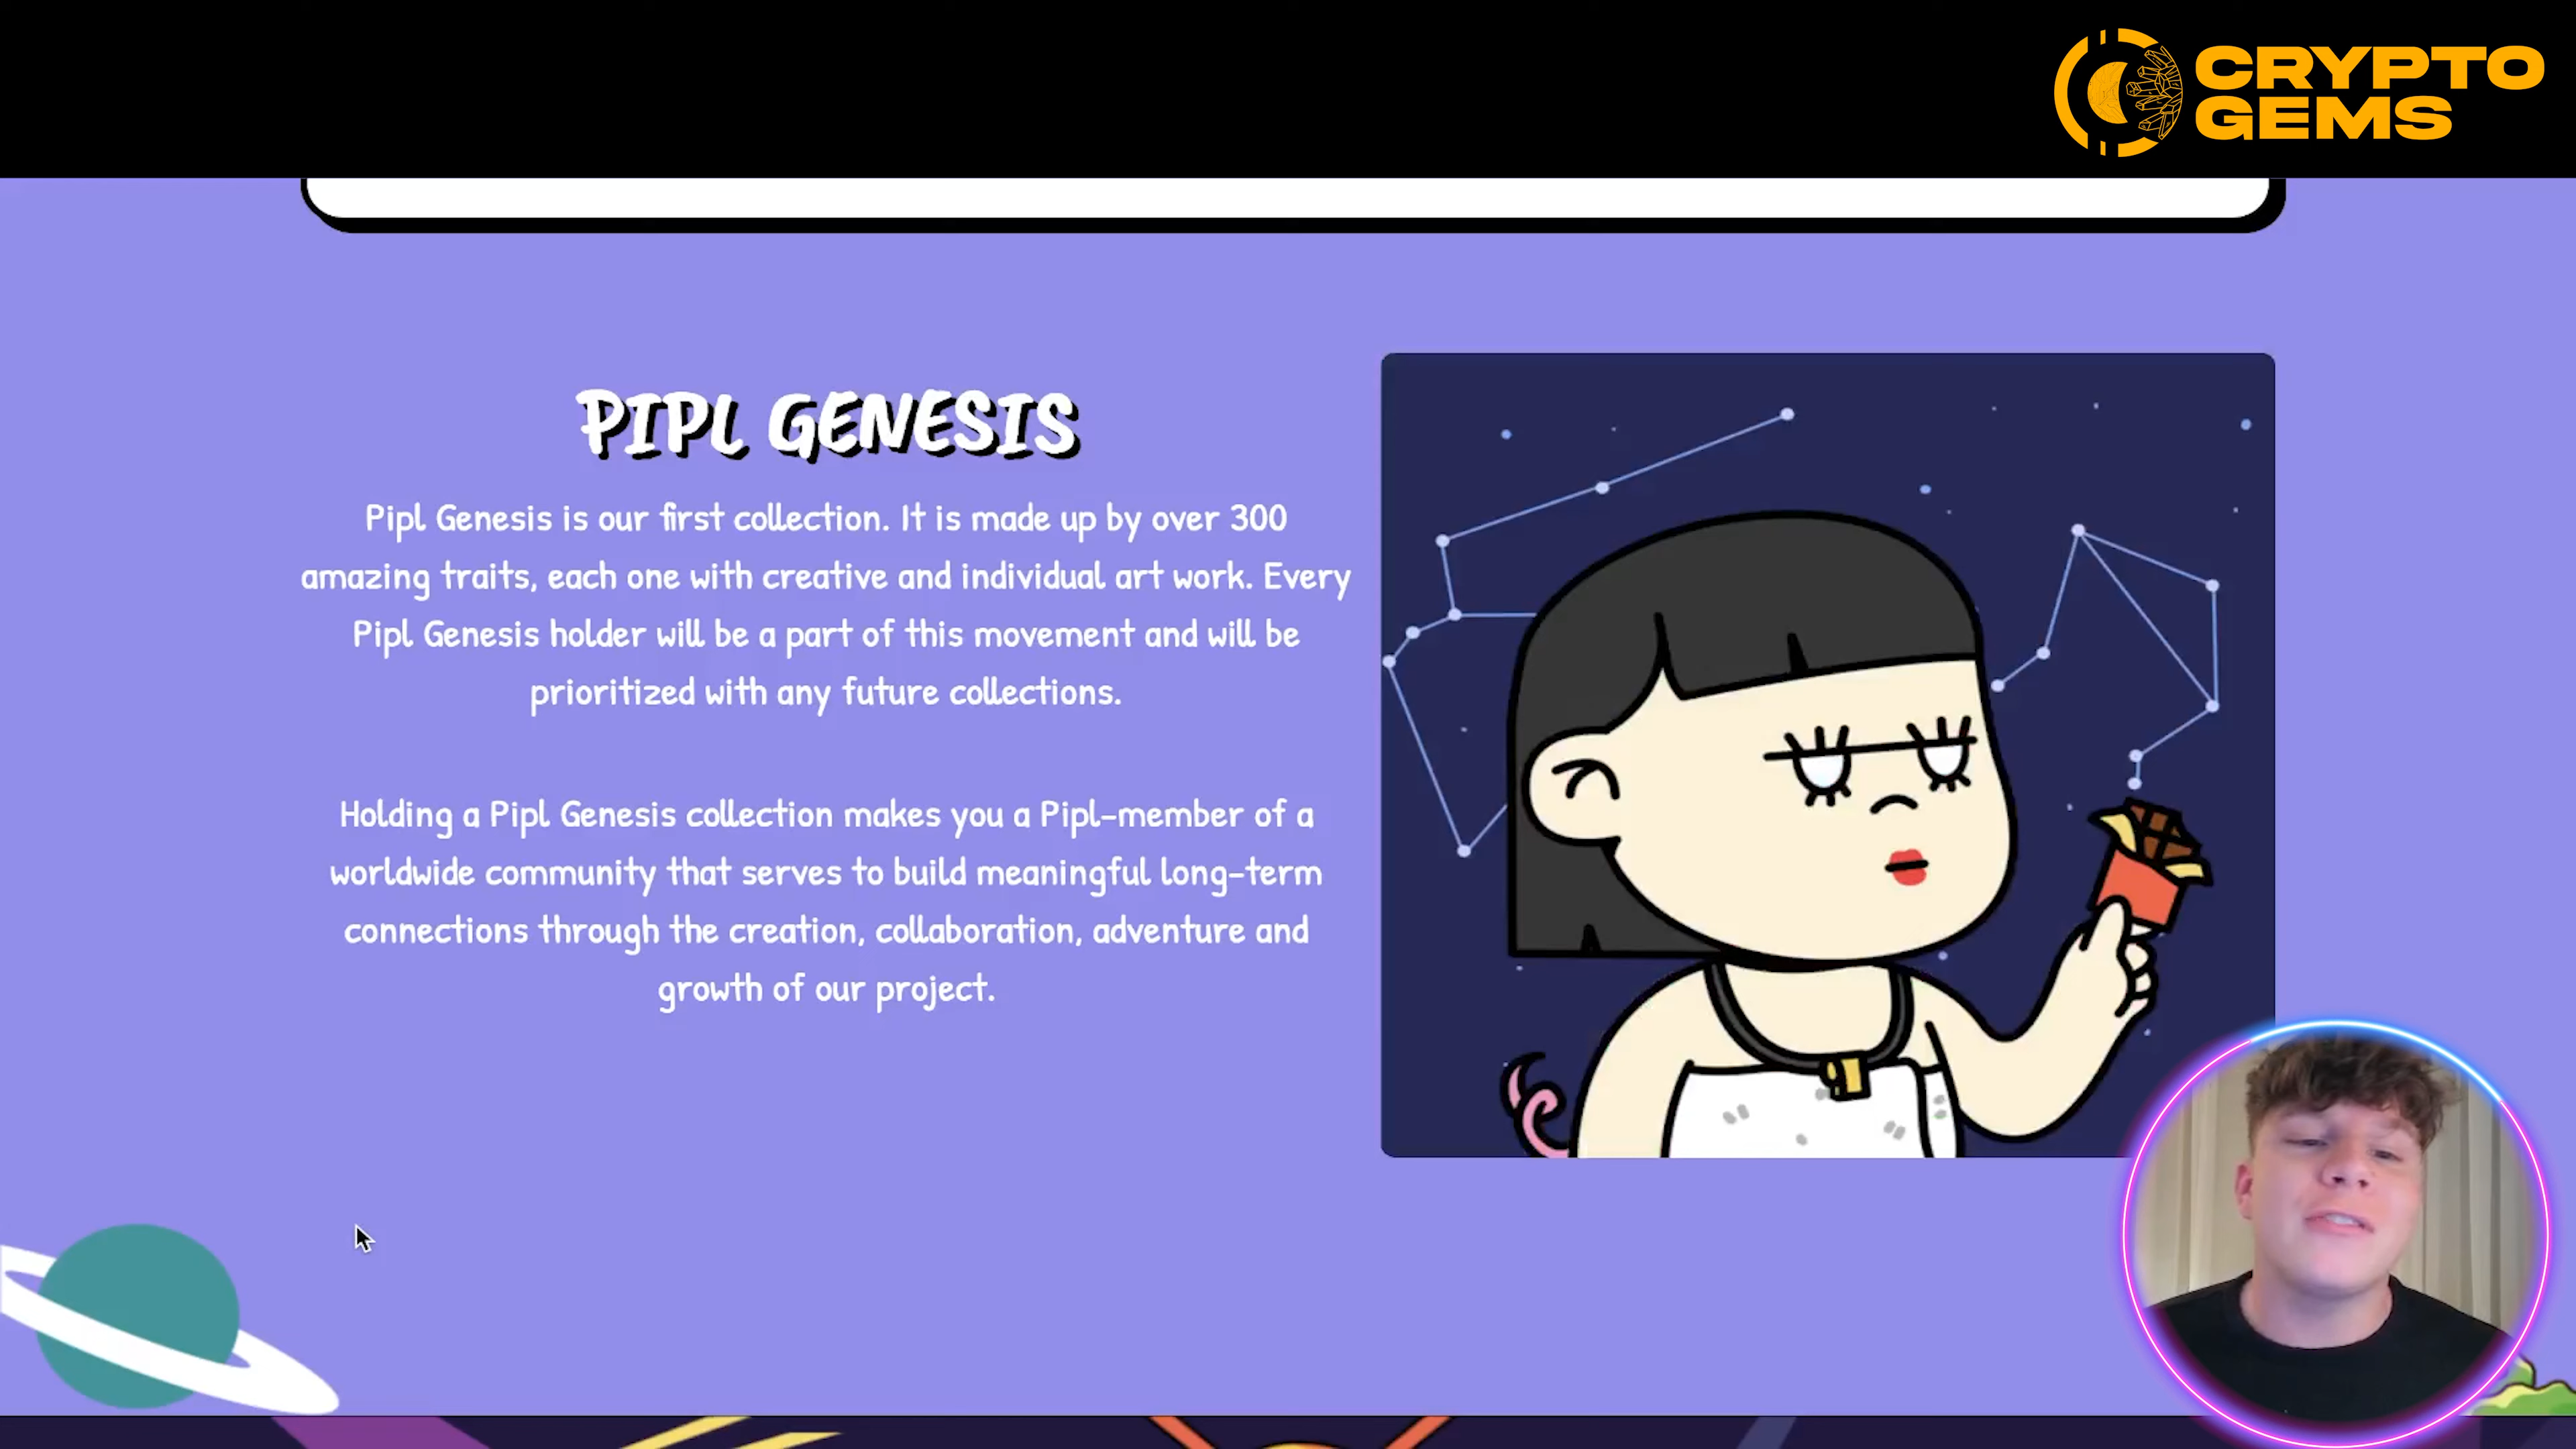 CRYPTO
GEMS
PIPL GENESIS
Pipl Genesis is our first collection. It is made up by over 300
amazing traits, each one with creative and individual art work. Every
Pipl Genesis holder will be a part of this movement and will be
prioritized with any future collections.
Holding a Pipl Genesis collection makes you a Pipl-member of a
worldwide community that serves to build meaningful long-term
connections through the creation, collaboration, adventure and
growth of our project.